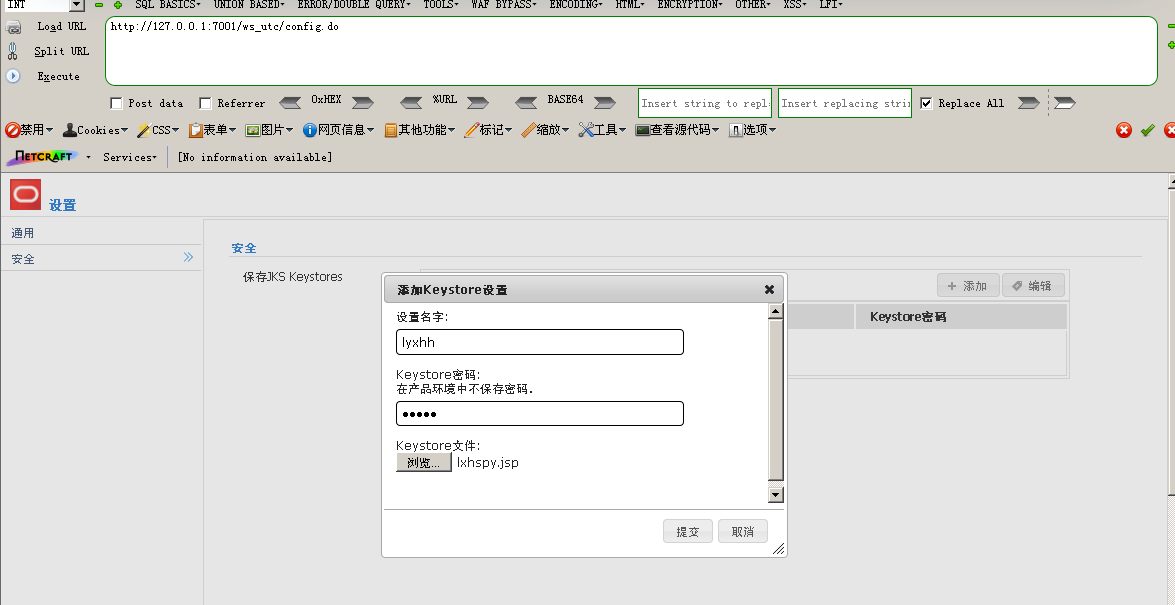 INT SQL BASICS UNION BASED ERROR/DOUBLE QUERY TOOLS WAF BYPASS ENCODING HTML ENCRYPTION OTHER XSS LFI
Load URL http://127.0.0.1:7001/ws_utc/config.do
Split URL
Execute
Post data Referrer 0xHEX %URL BASE64 Insert string to repl Insert replacing strin Replace All
禁用 Cookies CSS 表单 图片 网页信息 其他功能 标记 缩放 工具 查看源代码 选项
NETCRAFT Services [No information available]
设置
通用
安全
安全
保存JKS Keystores
添加 编辑
Keystore密码
添加Keystore设置
设置名字:
lyxhh
Keystore密码:
在产品环境中不保存密码.
•••••
Keystore文件:
浏览... lxhspy.jsp
提交 取消